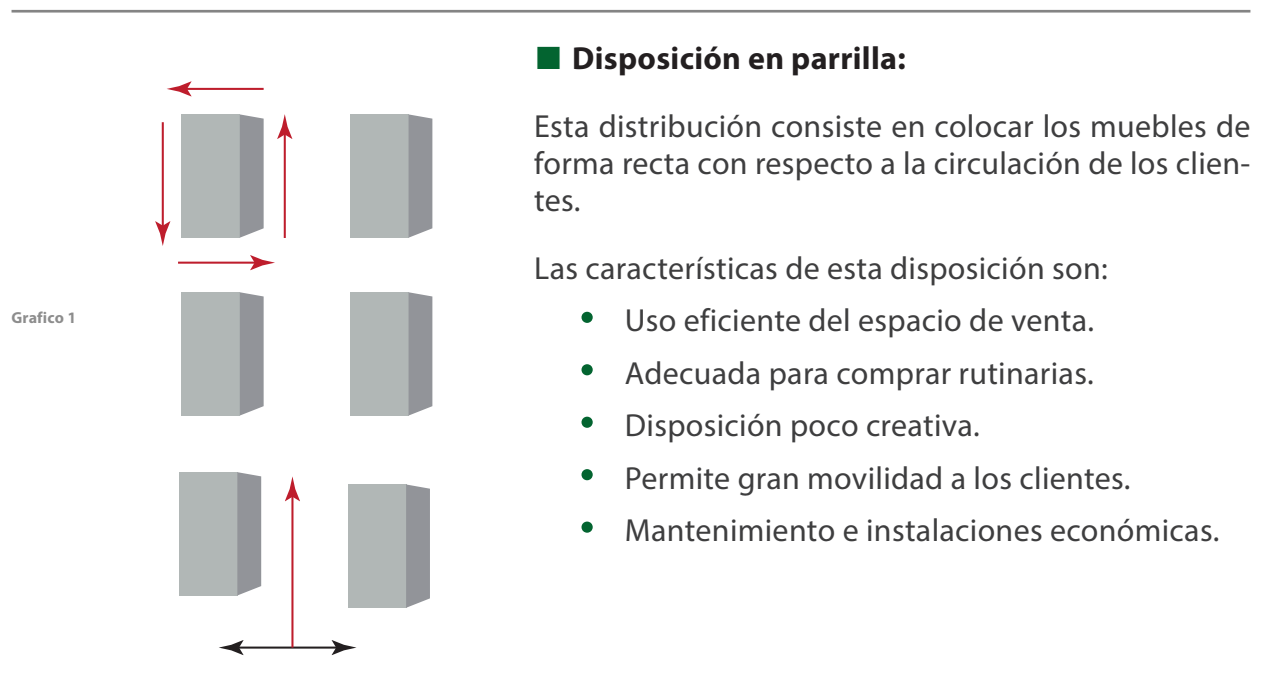 Disposición en parrilla:
Esta distribución consiste en colocar los muebles de
forma recta con respecto a la circulación de los clien-
tes.
Las características de esta disposición son:
• Uso eficiente del espacio de venta.
• Adecuada para comprar rutinarias.
• Disposición poco creativa.
• Permite gran movilidad a los clientes.
• Mantenimiento e instalaciones económicas.
Grafico 1